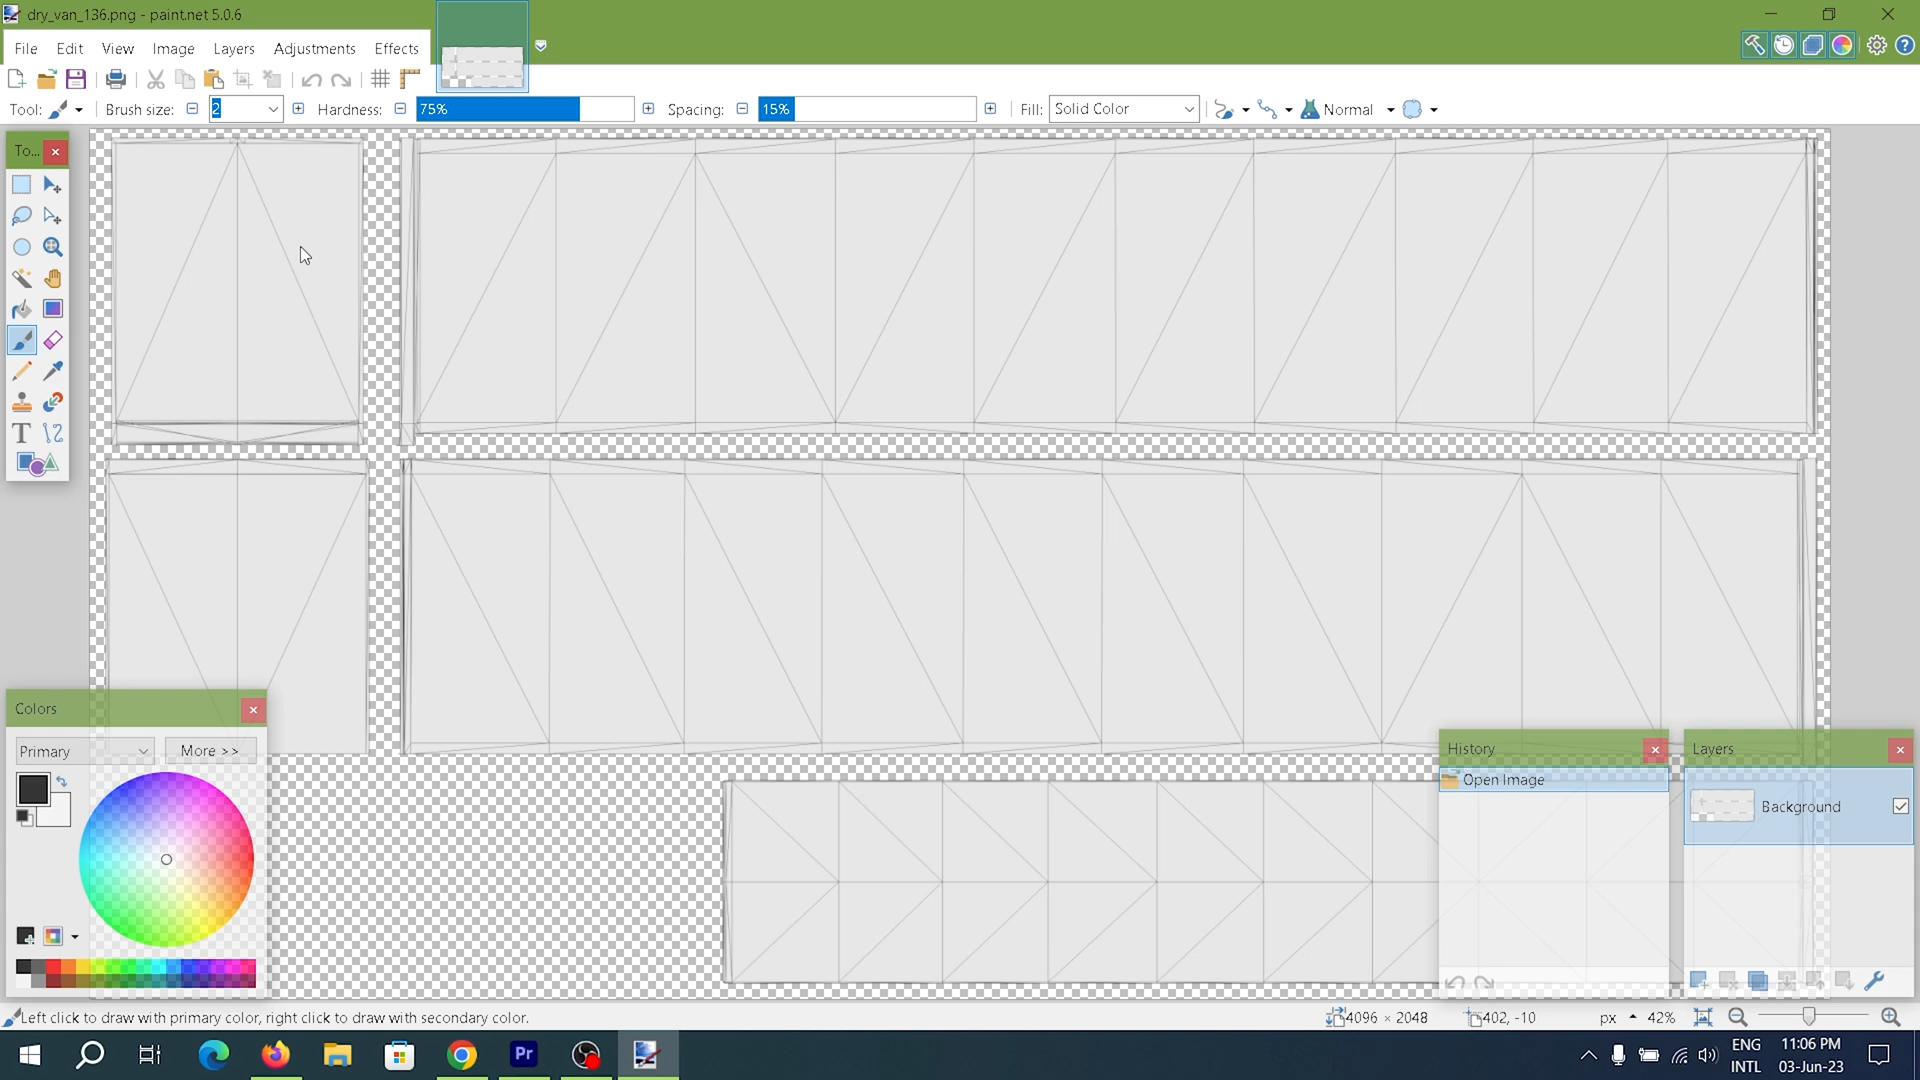 dry_van_136.png - paint.net 5.0.6
File Edit View Image Layers Adjustments Effects
Tool: Brush size: 2 Hardness: 75% Spacing: 15% Fill: Solid Color Normal
To...
Colors
Primary More >>
History
Open Image
Layers
Background
Left click to draw with primary color, right click to draw with secondary color. 4096 × 2048 402, -10 px 42%
Pr
ENG
INTL
11:06 PM
03-Jun-23